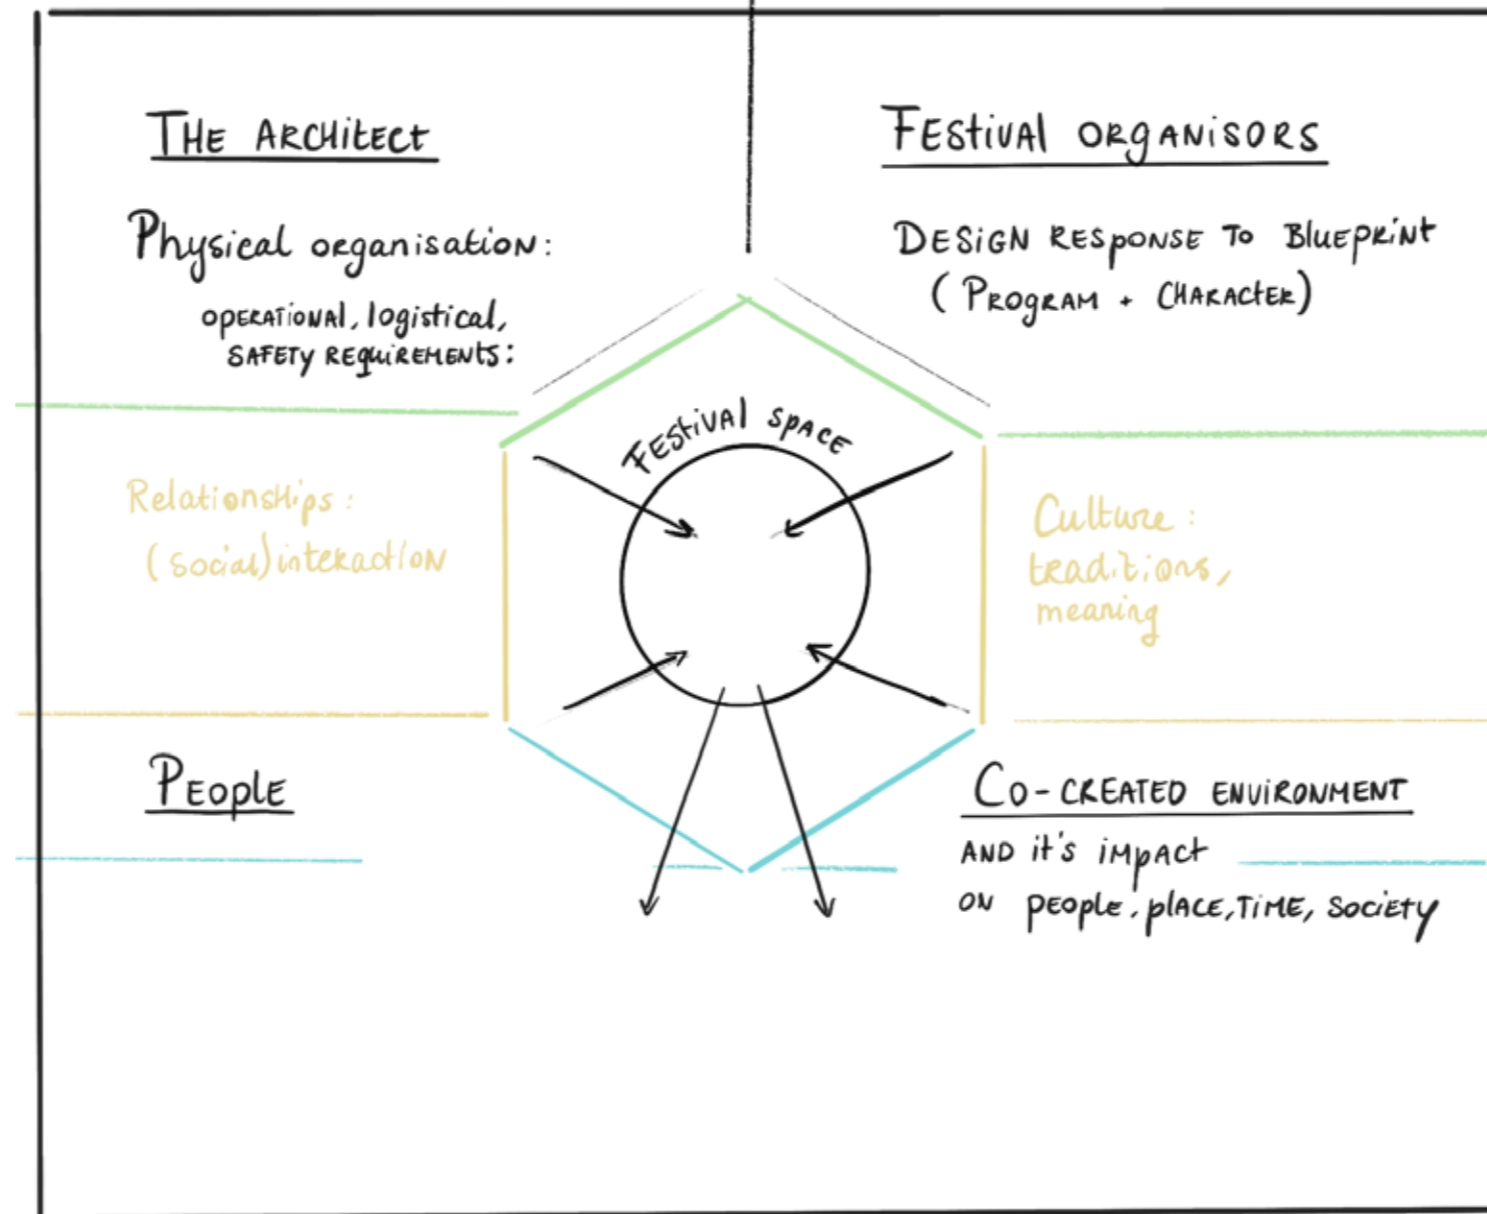 THE ARCHITECT
Physical organisation:
OPERATIONAL, logistical,
SAFETY REQUIREMENTS:
FESTIVAL ORGANISORS
DESIGN RESPONSE TO BLUEPRINT
(PROGRAM + CHARACTER)
FESTIVAL SPACE
Relationships:
(social) interaction
Culture:
traditions,
meaning
PEOPLE
CO-CREATED ENVIRONMENT
AND it's impact
ON people, place, TIME, society